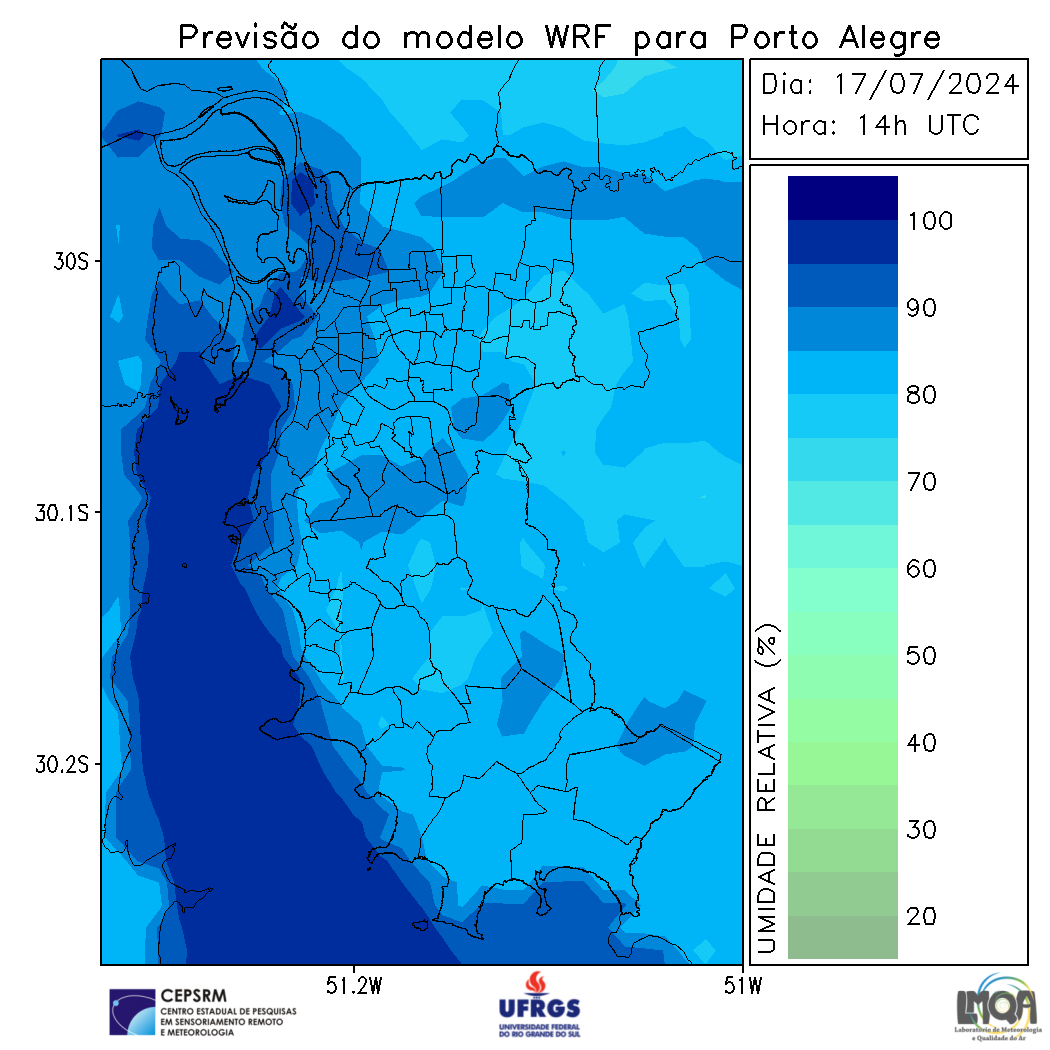 Previsão do modelo WRF para Porto Alegre
Dia: 17/07/2024
Hora: 14h UTC
100
90
80
70
60
50
40
30
20
UMIDADE RELATIVA (%)
30S
30.1S
30.2S
51.2W
51W
CEPSRM
CENTRO ESTADUAL DE PESQUISAS
EM SENSORIAMENTO REMOTO
E METEOROLOGIA
UFRGS
UNIVERSIDADE FEDERAL
DO RIO GRANDE DO SUL
LMQA
Laboratório de Meteorologia
e Qualidade do Ar